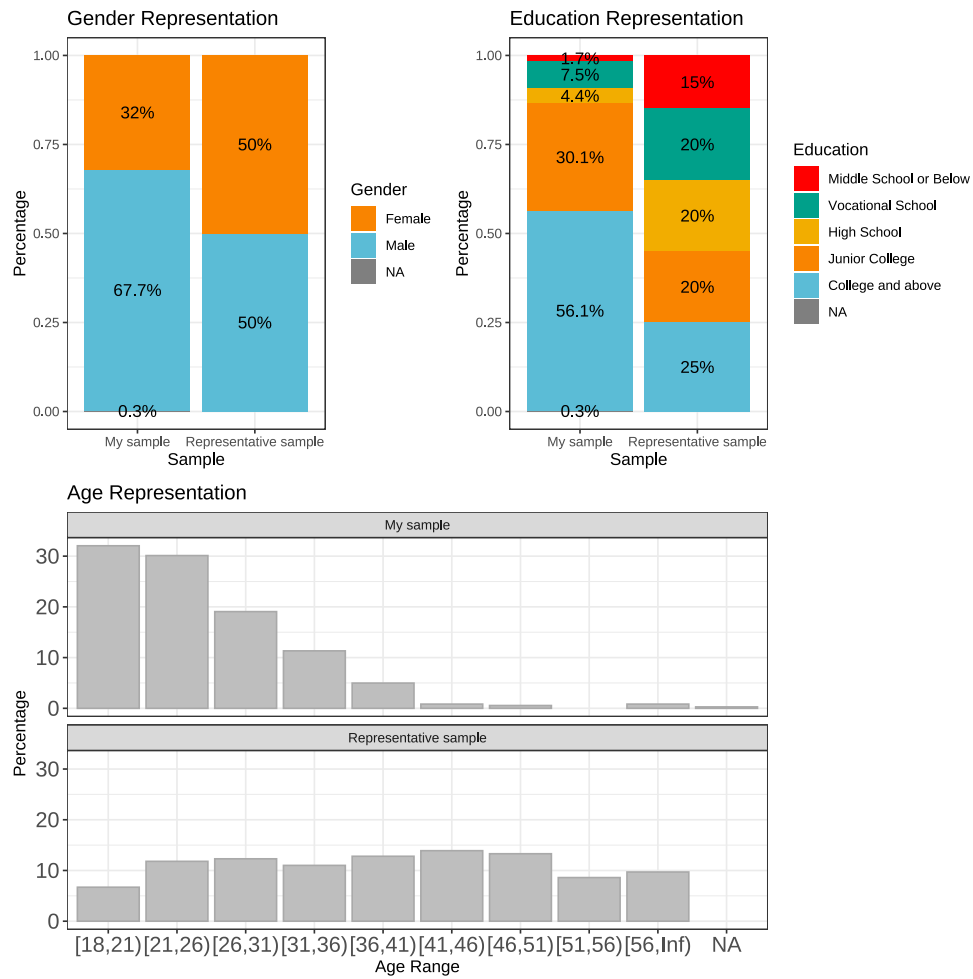 Gender Representation
1.00
0.75
0.50
0.25
0.00
Percentage
32%
67.7%
0.3%
50%
50%
My sample
Representative sample
Sample
Gender
Female
Male
NA
Education Representation
1.00
0.75
0.50
0.25
0.00
Percentage
1.7%
7.5%
4.4%
30.1%
56.1%
0.3%
15%
20%
20%
20%
25%
My sample
Representative sample
Sample
Education
Middle School or Below
Vocational School
High School
Junior College
College and above
NA
Age Representation
My sample
30
20
10
0
Percentage
Representative sample
30
20
10
0
[18,21)
[21,26)
[26,31)
[31,36)
[36,41)
[41,46)
[46,51)
[51,56)
[56,Inf)
NA
Age Range